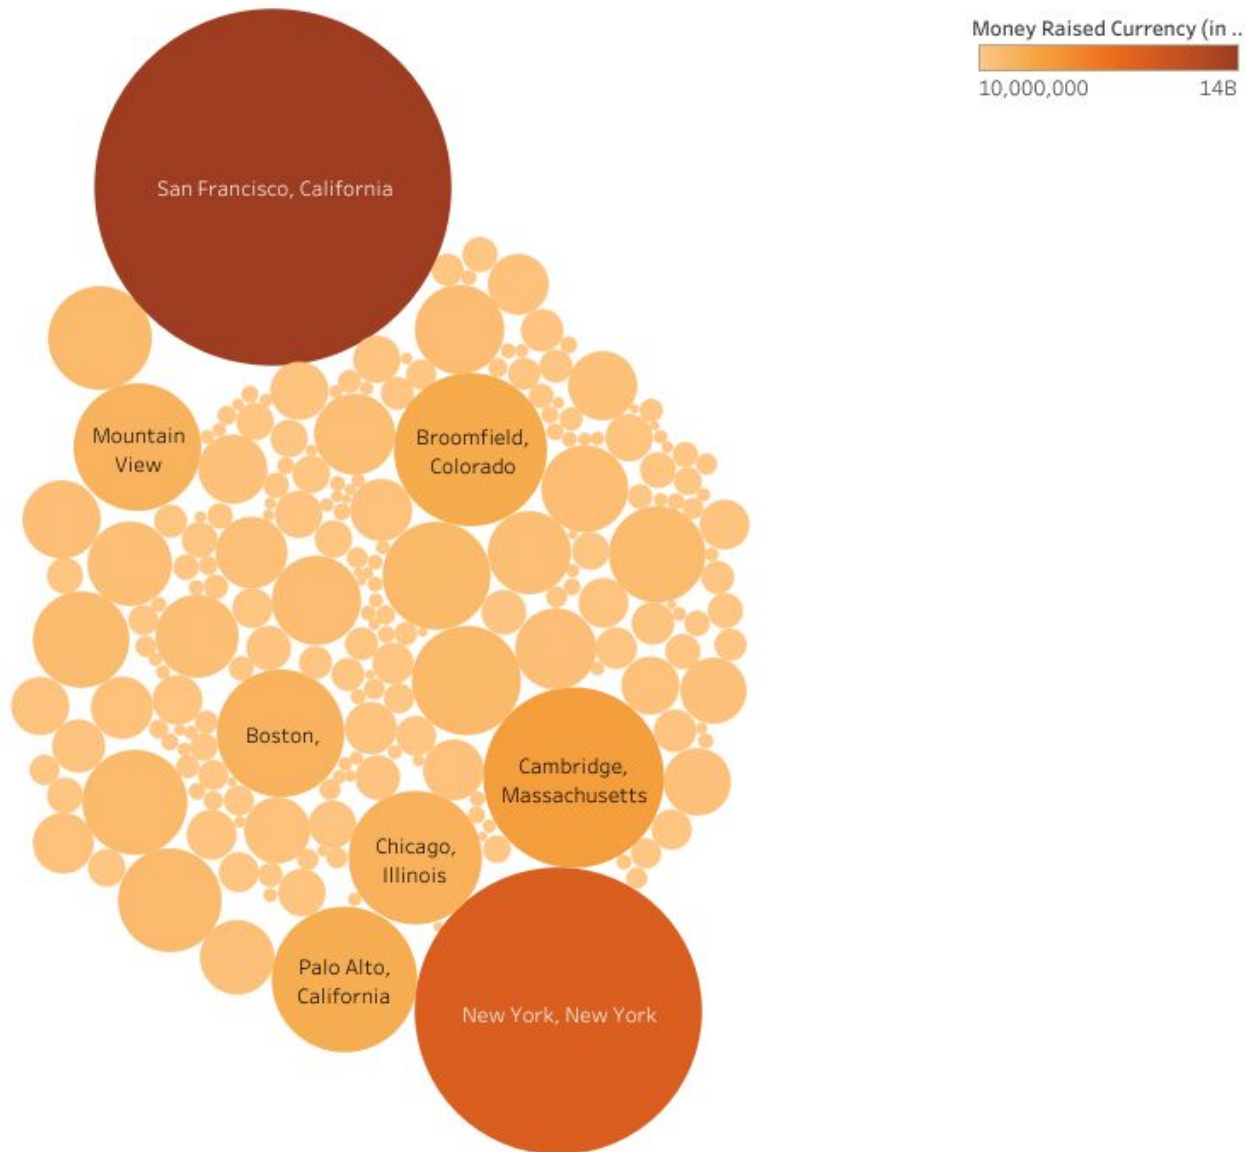 Money Raised Currency (in ..
10,000,000 14B
San Francisco, California
Mountain
View
Broomfield,
Colorado
Boston,
Cambridge,
Massachusetts
Chicago,
Illinois
Palo Alto,
California
New York, New York